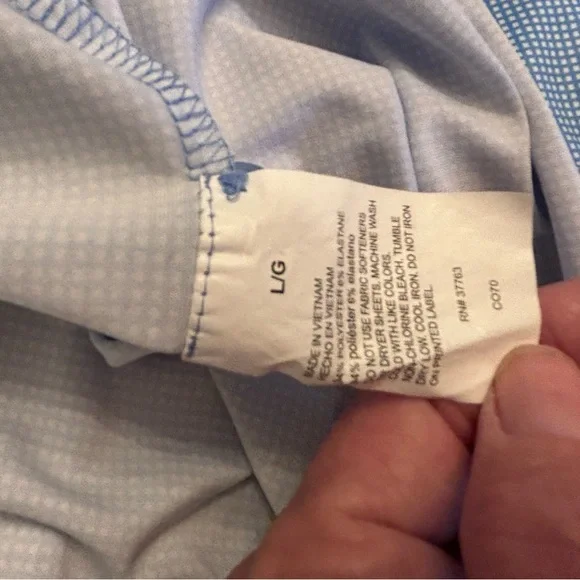 L/G
MADE IN VIETNAM
HECHO EN VIETNAM
94% POLYESTER 6% ELASTANE
94% poliéster 6% elastano
DO NOT USE FABRIC SOFTENERS
& DRYER SHEETS. MACHINE WASH
COLD WITH LIKE COLORS.
NON-CHLORINE BLEACH. TUMBLE
DRY LOW. COOL IRON. DO NOT IRON
ON PRINTED LABEL.
RN# 37763
CO70